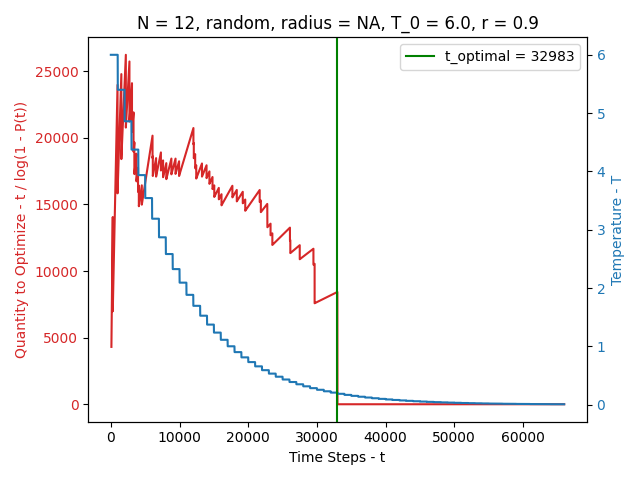 N = 12, random, radius = NA, T_0 = 6.0, r = 0.9
t_optimal = 32983
Quantity to Optimize - t / log(1 - P(t))
25000
20000
15000
10000
5000
0
6
5
4
3
2
1
0
Temperature - T
0 10000 20000 30000 40000 50000 60000
Time Steps - t